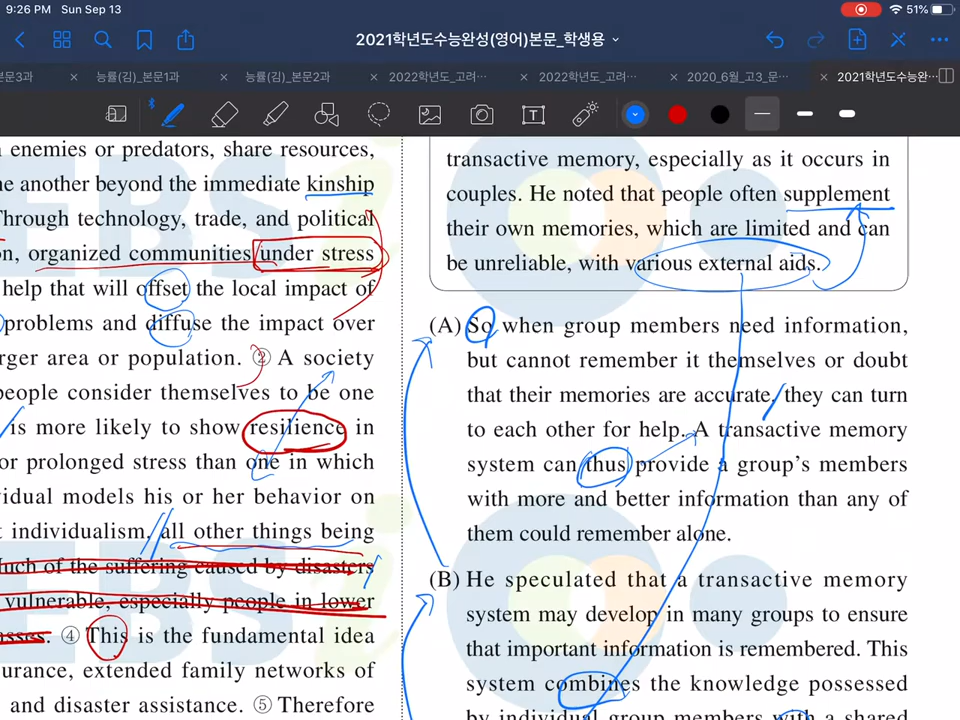 9:26 PM Sun Sep 13
51%
2021학년도수능완성(영어)본문_학생용
본문3과
능률(김)_본문1과
능률(김)_본문2과
2022학년도_고려…
2022학년도_고려…
2020_6월_고3_문…
2021학년도수능완…
enemies or predators, share resources,
one another beyond the immediate kinship
Through technology, trade, and political
organized communities under stress
help that will offset the local impact of
problems and diffuse the impact over
larger area or population. ② A society
people consider themselves to be one
is more likely to show resilience in
or prolonged stress than one in which
his or her behavior on
individualism, all other things being
of the suffering caused by disasters
vulnerable, especially people in lower
④ This is the fundamental idea
extended family networks of
and disaster assistance. ⑤ Therefore
transactive memory, especially as it occurs in
couples. He noted that people often supplement
their own memories, which are limited and can
be unreliable, with various external aids.
(A) So when group members need information,
but cannot remember it themselves or doubt
that their memories are accurate, they can turn
to each other for help. A transactive memory
system can thus provide a group's members
with more and better information than any of
them could remember alone.
(B) He speculated that a transactive memory
system may develop in many groups to ensure
that important information is remembered. This
system combines the knowledge possessed
by individual group members with a shared
EBS i